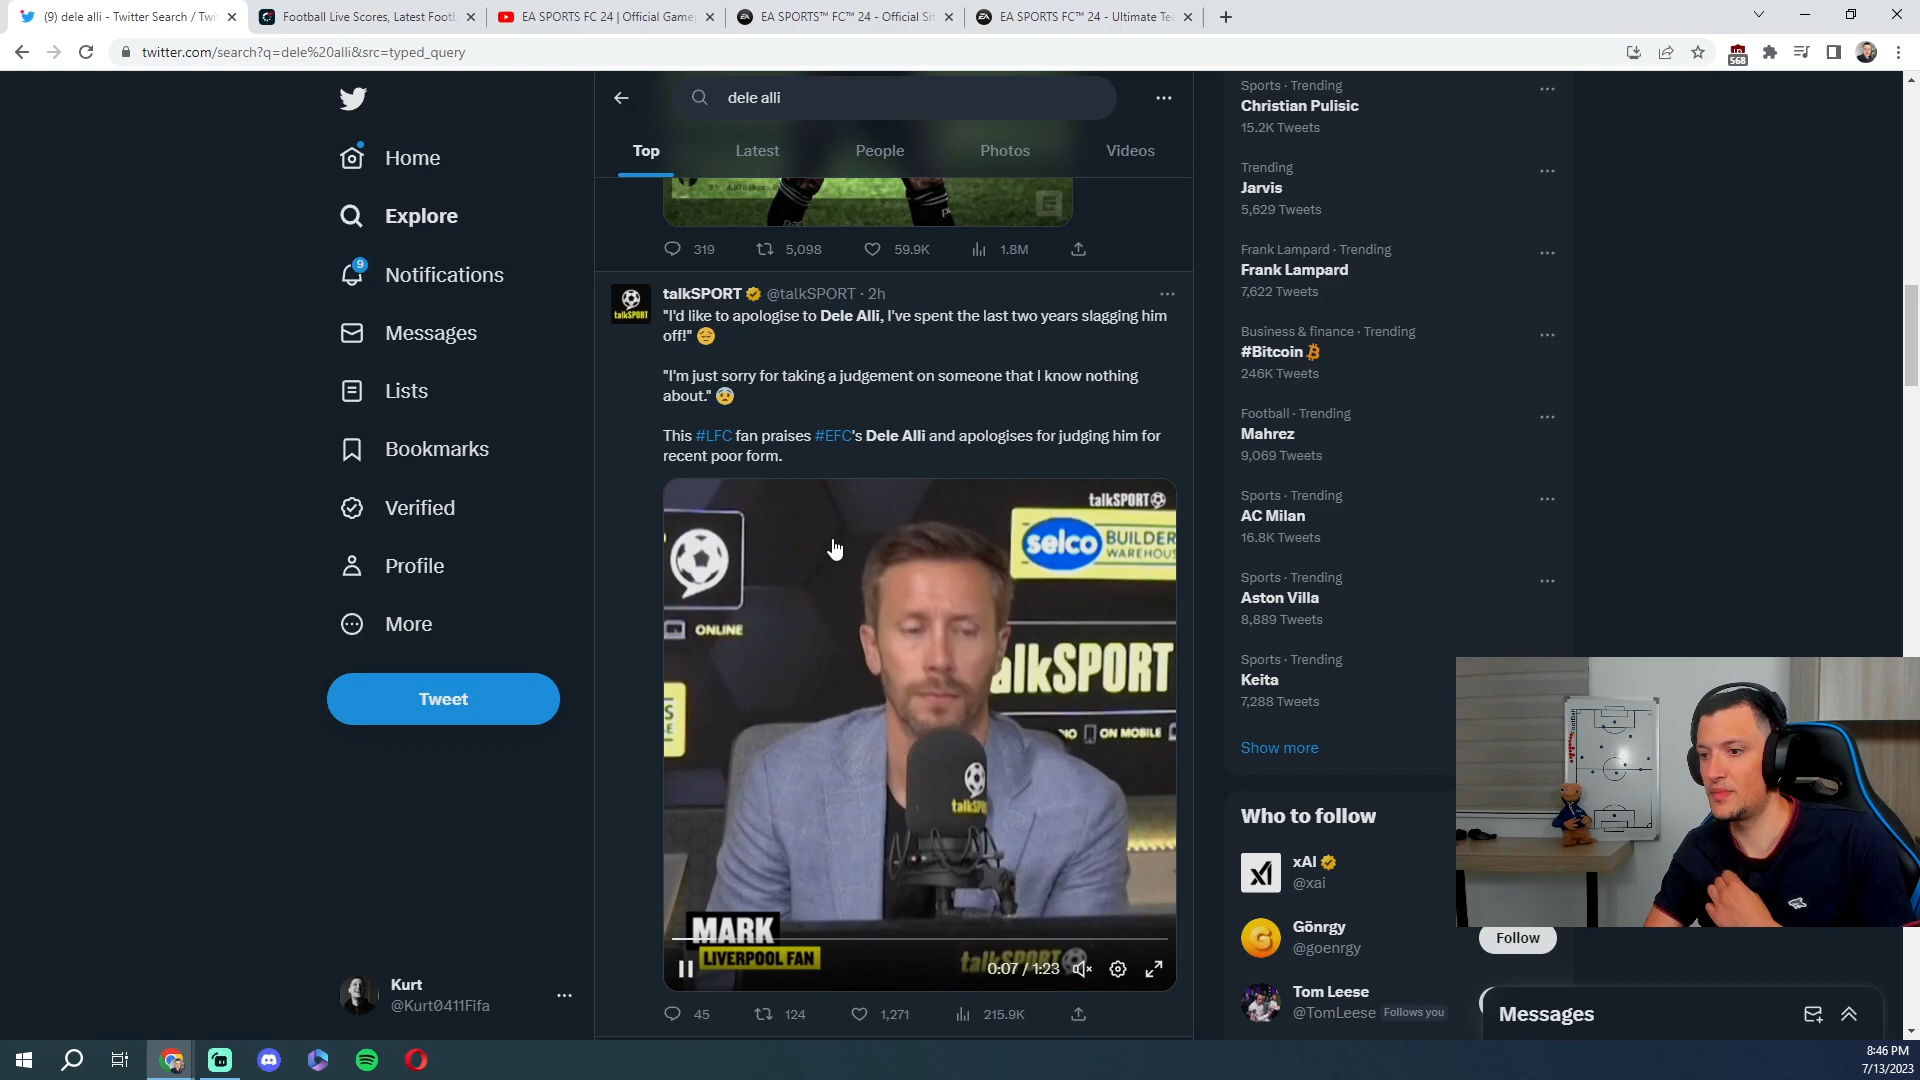 (9) dele alli - Twitter Search / Twi
Football Live Scores, Latest Footb
EA SPORTS FC 24 | Official Game
EA SPORTS™ FC™ 24 - Official Si
EA SPORTS FC™ 24 - Ultimate Te
twitter.com/search?q=dele%20alli&src=typed_query
568
Home
Explore
9
Notifications
Messages
Lists
Bookmarks
Verified
Profile
More
Tweet
Kurt
@Kurt0411Fifa
dele alli
Top
Latest
People
Photos
Videos
319
5,098
59.9K
1.8M
talkSPORT @talkSPORT · 2h
"I'd like to apologise to Dele Alli, I've spent the last two years slagging him
off!" 😔
"I'm just sorry for taking a judgement on someone that I know nothing
about." 😨
This #LFC fan praises #EFC's Dele Alli and apologises for judging him for
recent poor form.
talkSPORT
selco BUILDER
WAREHOUS
ONLINE
alkSPORT
ON MOBILE
talkSP
MARK
LIVERPOOL FAN
talkSPORT
0:07 / 1:23
45
124
1,271
215.9K
Sports · Trending
Christian Pulisic
15.2K Tweets
Trending
Jarvis
5,629 Tweets
Frank Lampard · Trending
Frank Lampard
7,622 Tweets
Business & finance · Trending
#Bitcoin
246K Tweets
Football · Trending
Mahrez
9,069 Tweets
Sports · Trending
AC Milan
16.8K Tweets
Sports · Trending
Aston Villa
8,889 Tweets
Sports · Trending
Keita
7,288 Tweets
Show more
Who to follow
xAI
@xai
Gönrgy
@goenrgy
Follow
Tom Leese
@TomLeese Follows you
Messages
8:46 PM
7/13/2023